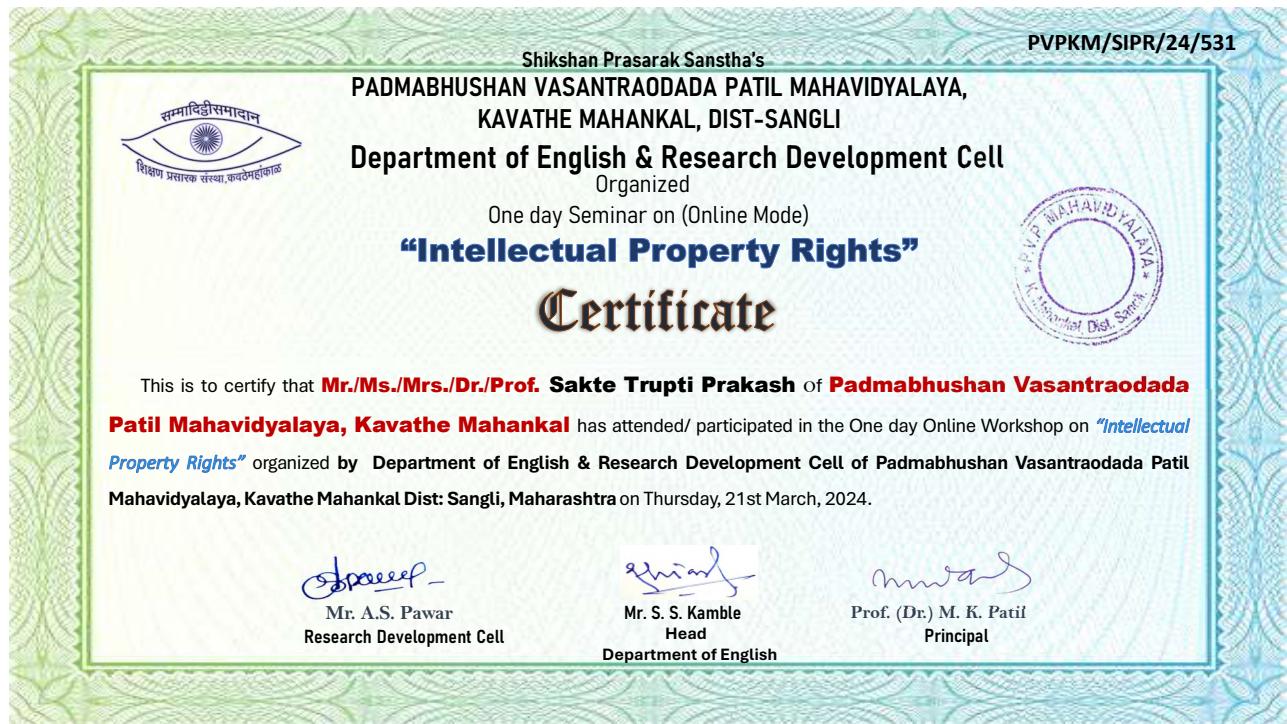 PVPKM/SIPR/24/531
Shikshan Prasarak Sanstha's
PADMABHUSHAN VASANTRAODADA PATIL MAHAVIDYALAYA,
KAVATHE MAHANKAL, DIST-SANGLI
सम्मादिट्ठीसमादान
शिक्षण प्रसारक संस्था,कवठेमहांकाळ
Department of English & Research Development Cell
Organized
One day Seminar on (Online Mode)
“Intellectual Property Rights”
P.V.P. MAHAVIDYALAYA
K. Mahankal, Dist. Sangli.
Certificate
This is to certify that Mr./Ms./Mrs./Dr./Prof. Sakte Trupti Prakash of Padmabhushan Vasantraodada
Patil Mahavidyalaya, Kavathe Mahankal has attended/ participated in the One day Online Workshop on “Intellectual
Property Rights” organized by Department of English & Research Development Cell of Padmabhushan Vasantraodada Patil
Mahavidyalaya, Kavathe Mahankal Dist: Sangli, Maharashtra on Thursday, 21st March, 2024.
Mr. A.S. Pawar
Research Development Cell
Mr. S. S. Kamble
Head
Department of English
Prof. (Dr.) M. K. Patil
Principal